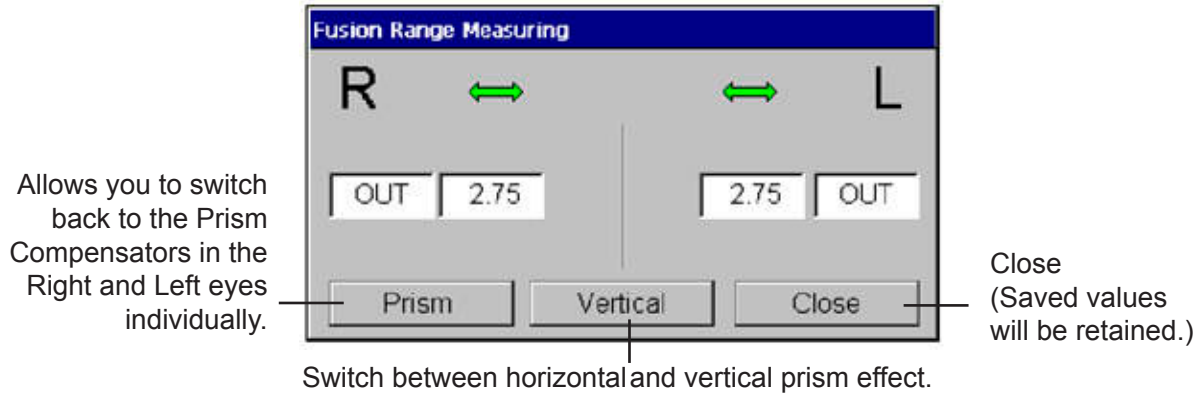 Fusion Range Measuring
R L
OUT 2.75 2.75 OUT
Prism Vertical Close
Allows you to switch
back to the Prism
Compensators in the
Right and Left eyes
individually.
Close
(Saved values
will be retained.)
Switch between horizontal and vertical prism effect.